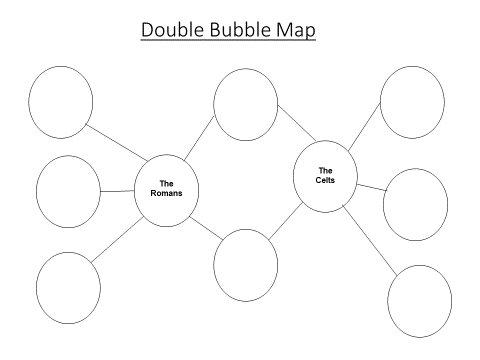 Double Bubble Map
The
Romans
The
Celts